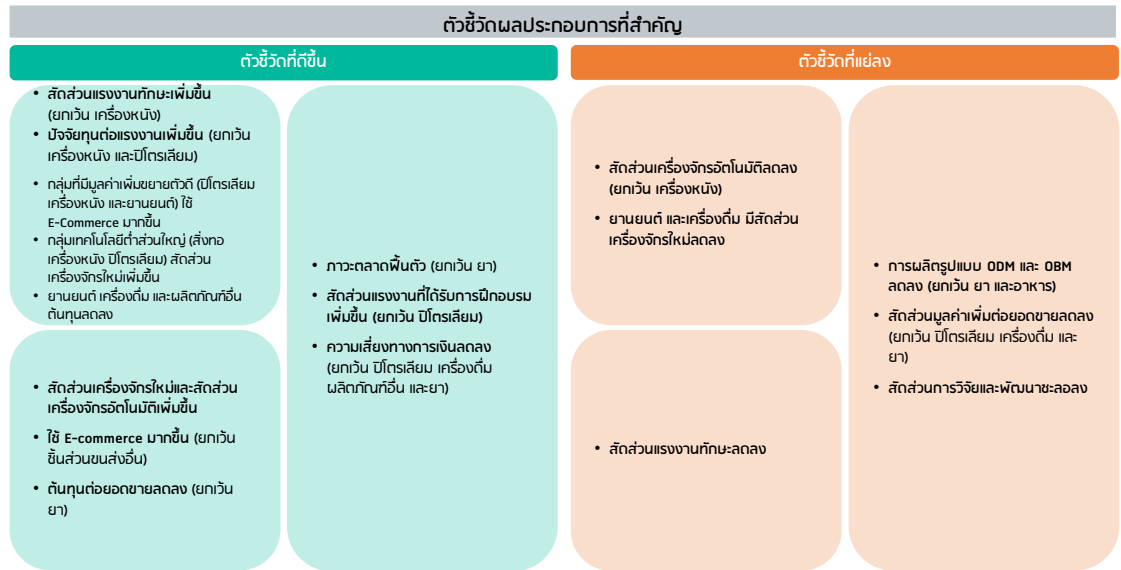 ตัวชี้วัดผลประกอบการที่สำคัญ
ตัวชี้วัดที่ดีขึ้น
• สัดส่วนแรงงานทักษะเพิ่มขึ้น
(ยกเว้น เครื่องหนัง)
• ปัจจัยทุนต่อแรงงานเพิ่มขึ้น (ยกเว้น
เครื่องหนัง และปิโตรเลียม)
• กลุ่มที่มีมูลค่าเพิ่มขยายตัวดี (ปิโตรเลียม
เครื่องหนัง และยานยนต์) ใช้
E-Commerce มากขึ้น
• กลุ่มเทคโนโลยีต่ำส่วนใหญ่ (สิ่งทอ
เครื่องหนัง ปิโตรเลียม) สัดส่วน
เครื่องจักรใหม่เพิ่มขึ้น
• ยานยนต์ เครื่องดื่ม และผลิตภัณฑ์อื่น
ต้นทุนลดลง
• สัดส่วนเครื่องจักรใหม่และสัดส่วน
เครื่องจักรอัตโนมัติเพิ่มขึ้น
• ใช้ E-commerce มากขึ้น (ยกเว้น
ชิ้นส่วนขนส่งอื่น)
• ต้นทุนต่อยอดขายลดลง (ยกเว้น
ยา)
• ภาวะตลาดฟื้นตัว (ยกเว้น ยา)
• สัดส่วนแรงงานที่ได้รับการฝึกอบรม
เพิ่มขึ้น (ยกเว้น ปิโตรเลียม)
• ความเสี่ยงทางการเงินลดลง
(ยกเว้น ปิโตรเลียม เครื่องดื่ม
ผลิตภัณฑ์อื่น และยา)
ตัวชี้วัดที่แย่ลง
• สัดส่วนเครื่องจักรอัตโนมัติลดลง
(ยกเว้น เครื่องหนัง)
• ยานยนต์ และเครื่องดื่ม มีสัดส่วน
เครื่องจักรใหม่ลดลง
• สัดส่วนแรงงานทักษะลดลง
• การผลิตรูปแบบ ODM และ OBM
ลดลง (ยกเว้น ยา และอาหาร)
• สัดส่วนมูลค่าเพิ่มต่อยอดขายลดลง
(ยกเว้น ปิโตรเลียม เครื่องดื่ม และ
ยา)
• สัดส่วนการวิจัยและพัฒนาชะลอลง